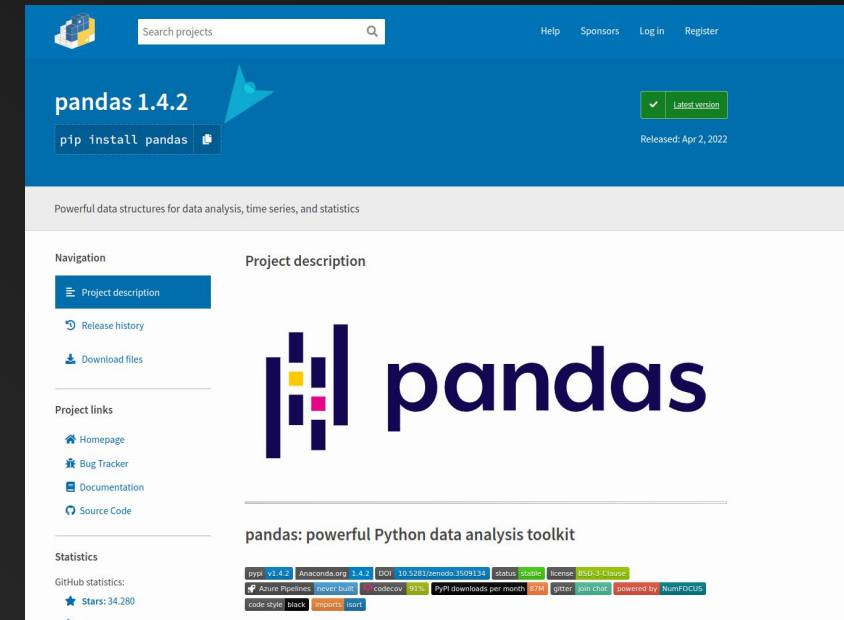 Search projects
Help Sponsors Log in Register
pandas 1.4.2
pip install pandas
Latest version
Released: Apr 2, 2022
Powerful data structures for data analysis, time series, and statistics
Navigation
Project description
Release history
Download files
Project links
Homepage
Bug Tracker
Documentation
Source Code
Statistics
GitHub statistics:
Stars: 34.280
Project description
pandas
pandas: powerful Python data analysis toolkit
pypi v1.4.2 Anaconda.org 1.4.2 DOI 10.5281/zenodo.3509134 status stable license BSD-3-Clause
Azure Pipelines never built codecov 91% PyPI downloads per month 87M gitter join chat powered by NumFOCUS
code style black imports isort